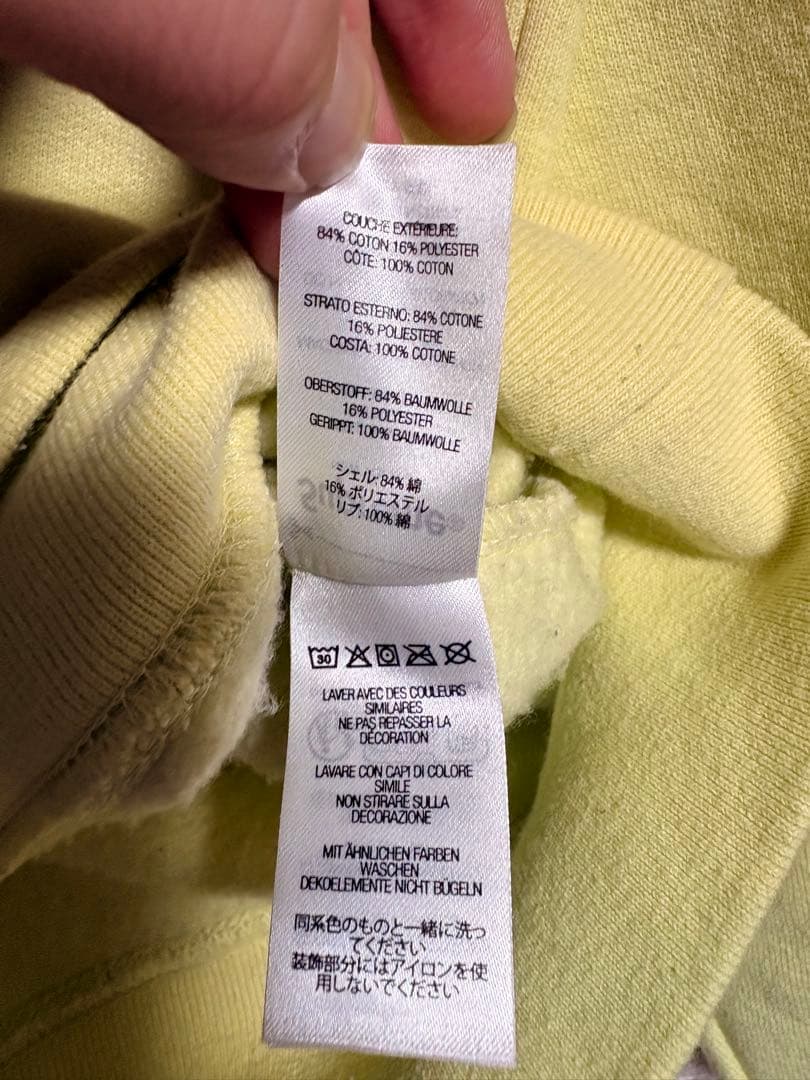 COUCHE EXTÉRIEURE:
84% COTON 16% POLYESTER
CÔTE: 100% COTON
STRATO ESTERNO: 84% COTONE
16% POLIESTERE
COSTA: 100% COTONE
OBERSTOFF: 84% BAUMWOLLE
16% POLYESTER
GERIPPT: 100% BAUMWOLLE
シェル: 84% 綿
16% ポリエステル
リブ: 100% 綿
30
LAVER AVEC DES COULEURS
SIMILAIRES
NE PAS REPASSER LA
DÉCORATION
LAVARE CON CAPI DI COLORE
SIMILE
NON STIRARE SULLA
DECORAZIONE
MIT ÄHNLICHEN FARBEN
WASCHEN
DEKOELEMENTE NICHT BÜGELN
同系色のものと一緒に洗っ
てください
装飾部分にはアイロンを使
用しないでください